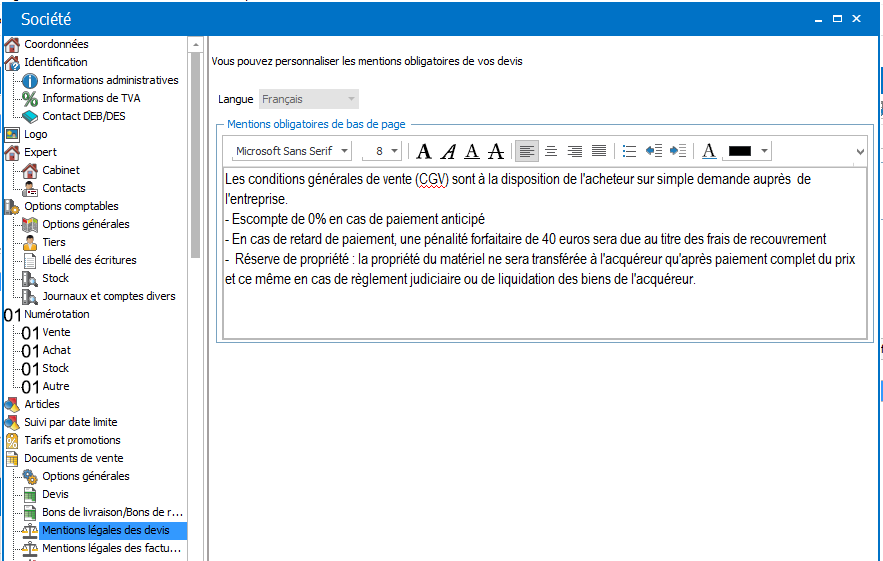 Société
Coordonnées
Identification
Informations administratives
Informations de TVA
Contact DEB/DES
Logo
Expert
Cabinet
Contacts
Options comptables
Options générales
Tiers
Libellé des écritures
Stock
Journaux et comptes divers
01 Numérotation
01 Vente
01 Achat
01 Stock
01 Autre
Articles
Suivi par date limite
Tarifs et promotions
Documents de vente
Options générales
Devis
Bons de livraison/Bons de r...
Mentions légales des devis
Mentions légales des factu...
Vous pouvez personnaliser les mentions obligatoires de vos devis
Langue Français
Mentions obligatoires de bas de page
Microsoft Sans Serif 8 A A A A A
Les conditions générales de vente (CGV) sont à la disposition de l'acheteur sur simple demande auprès  de
l'entreprise.
- Escompte de 0% en cas de paiement anticipé
- En cas de retard de paiement, une pénalité forfaitaire de 40 euros sera due au titre des frais de recouvrement
-  Réserve de propriété : la propriété du matériel ne sera transférée à l'acquéreur qu'après paiement complet du prix
et ce même en cas de règlement judiciaire ou de liquidation des biens de l'acquéreur.